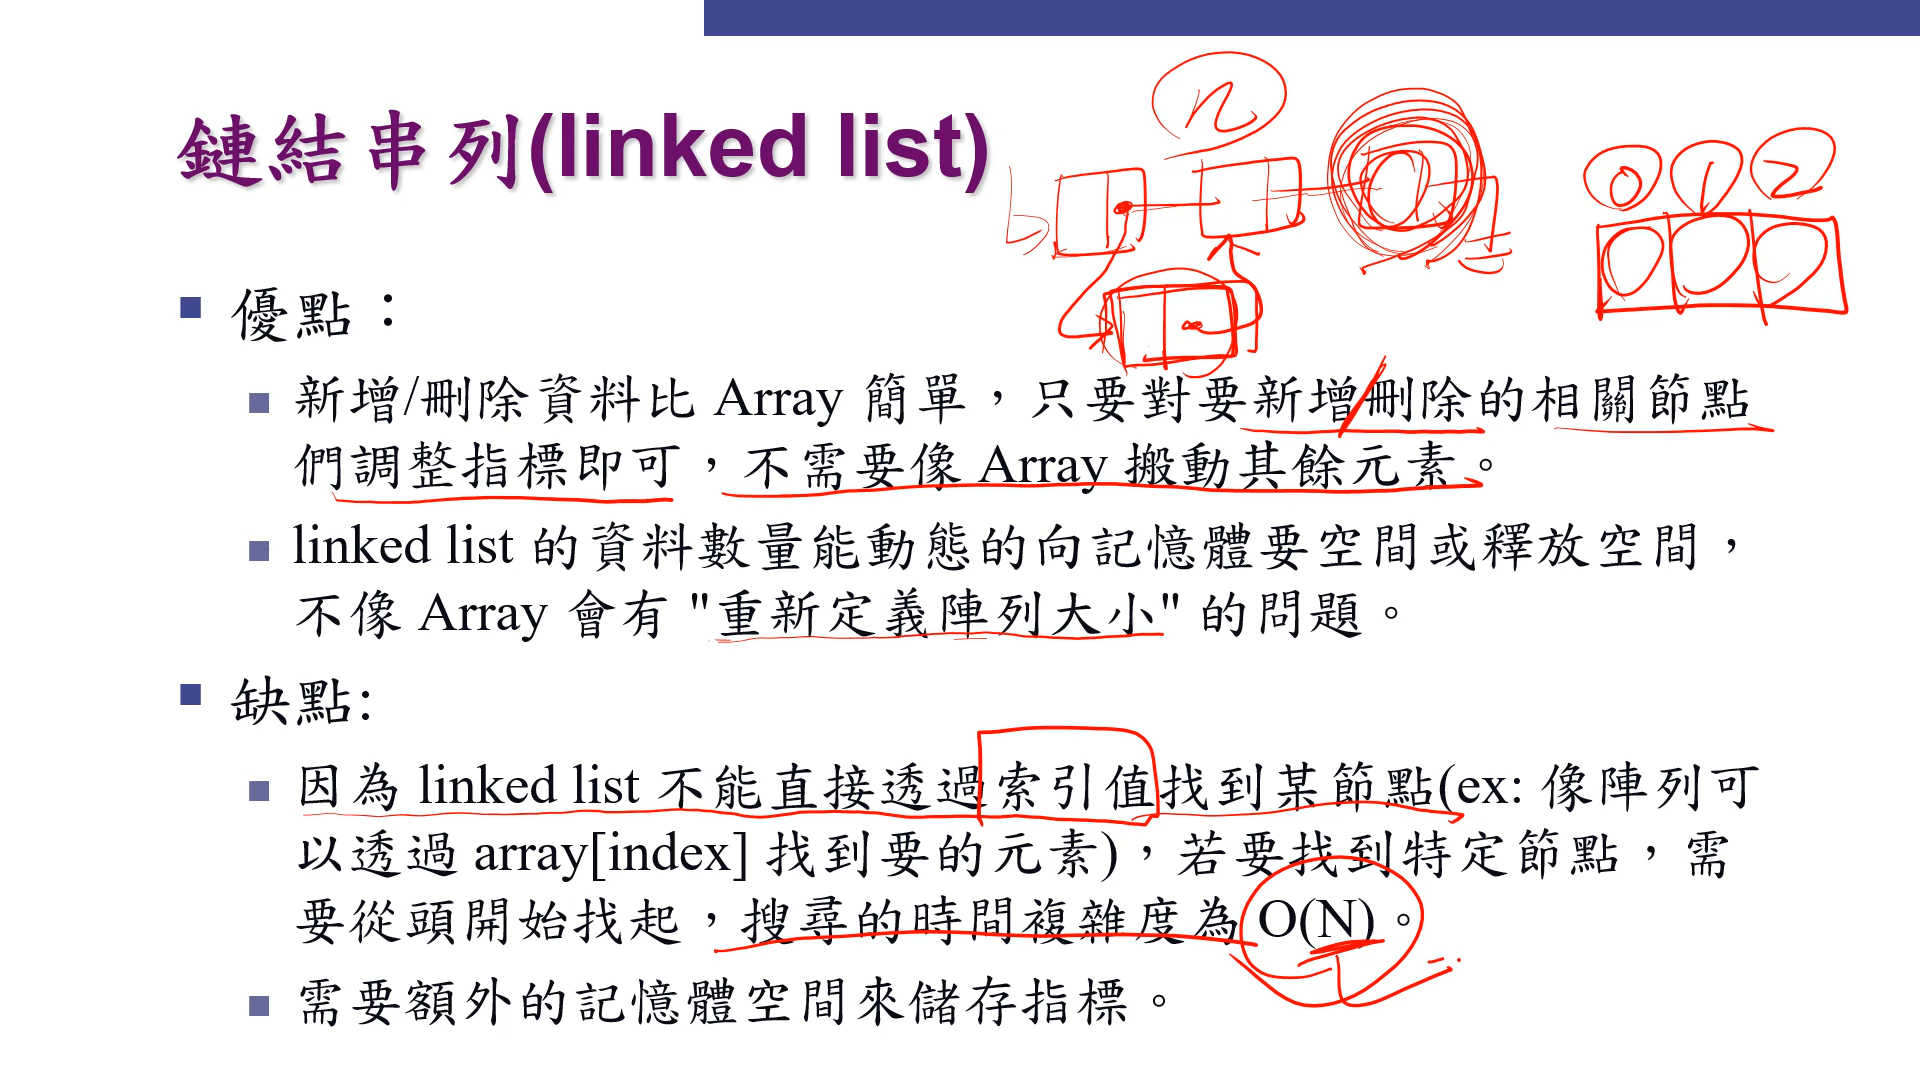 鏈結串列(linked list)
n
b
0 1 2
優點：
新增/刪除資料比 Array 簡單，只要對要新增刪除的相關節點
們調整指標即可，不需要像 Array 搬動其餘元素。
linked list 的資料數量能動態的向記憶體要空間或釋放空間，
不像 Array 會有 "重新定義陣列大小" 的問題。
缺點:
因為 linked list 不能直接透過索引值找到某節點(ex: 像陣列可
以透過 array[index] 找到要的元素)，若要找到特定節點，需
要從頭開始找起，搜尋的時間複雜度為 O(N)。
需要額外的記憶體空間來儲存指標。